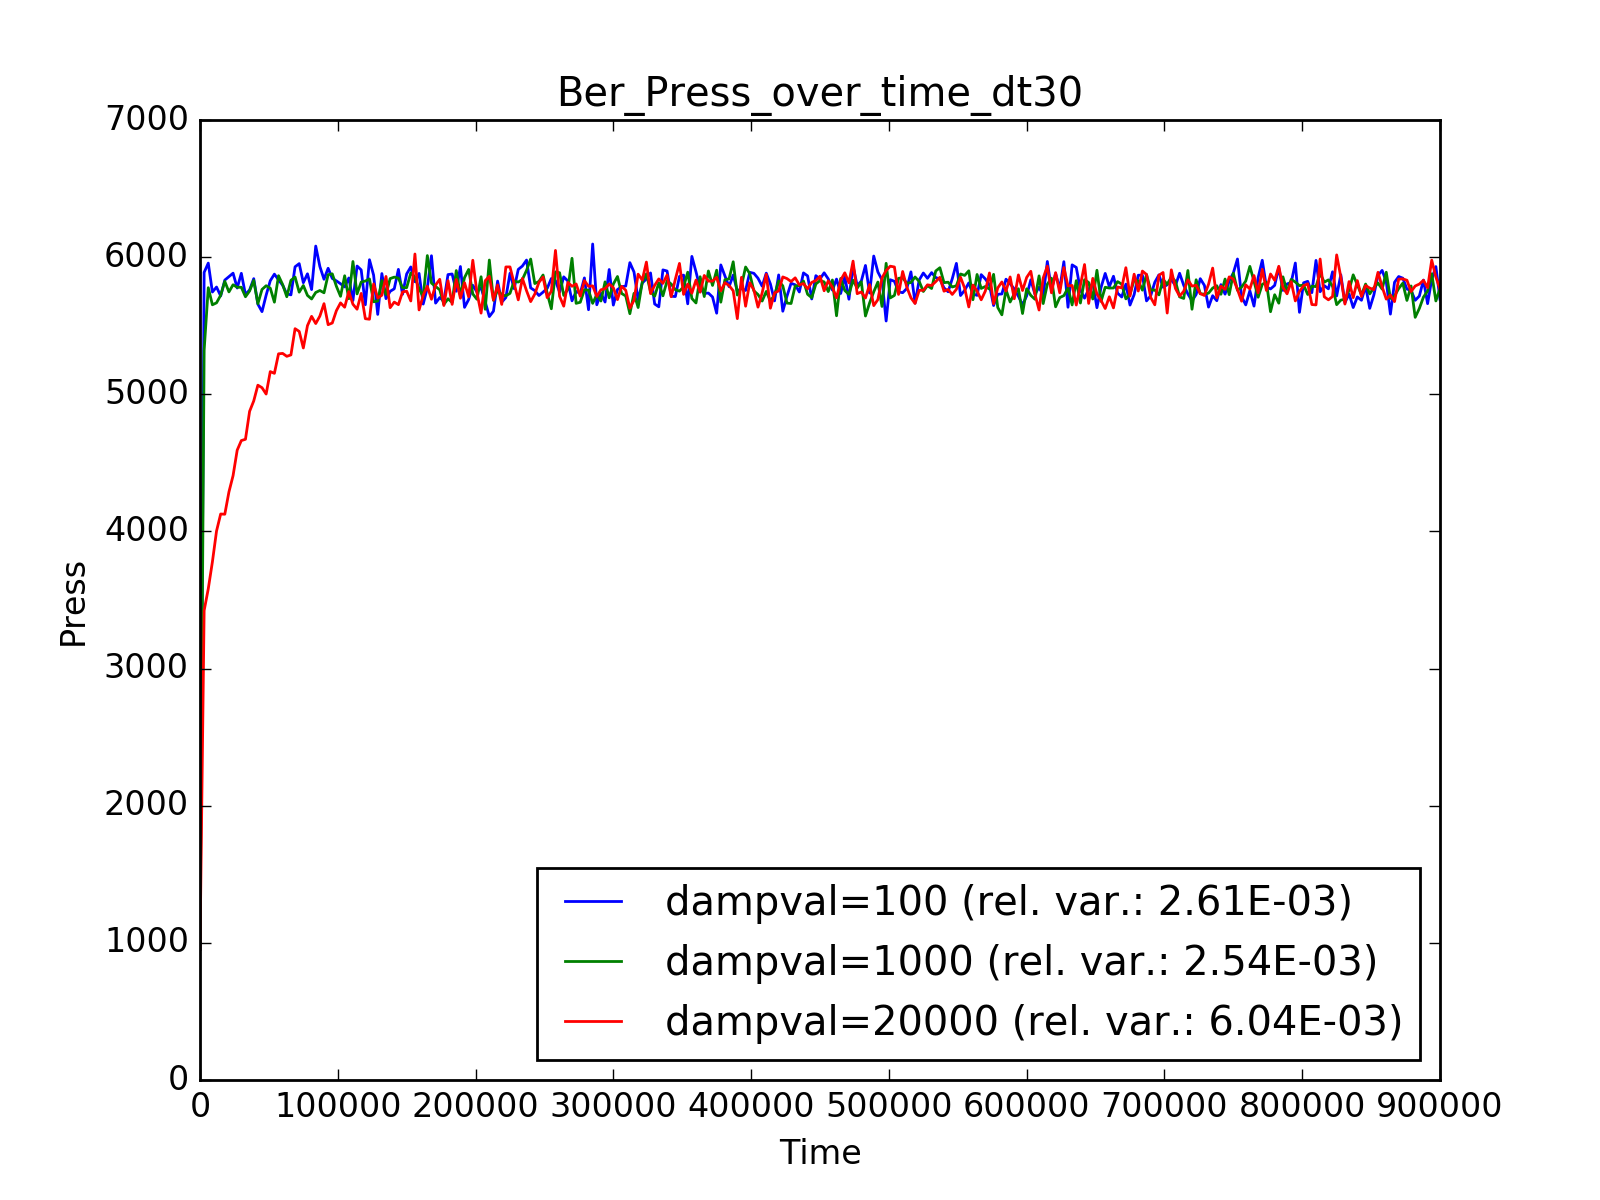 Ber_Press_over_time_dt30
7000
6000
5000
4000
3000
2000
1000
0
Press
dampval=100 (rel. var.: 2.61E-03)
dampval=1000 (rel. var.: 2.54E-03)
dampval=20000 (rel. var.: 6.04E-03)
0 100000 200000 300000 400000 500000 600000 700000 800000 900000
Time